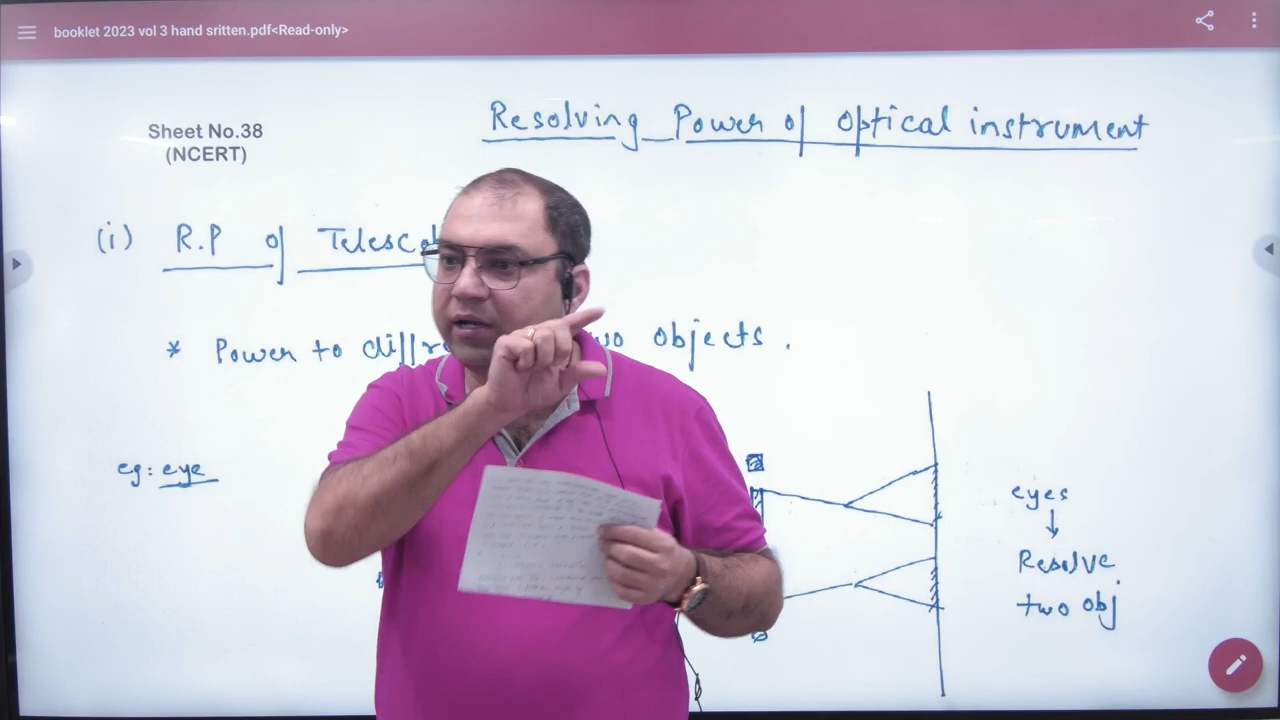 booklet 2023 vol 3 hand sritten.pdf<Read-only>
Resolving Power of optical instrument
Sheet No.38
(NCERT)
(i) R.P of
* Power to objects.
eg: eye
eyes
↓
Resolve
two obj